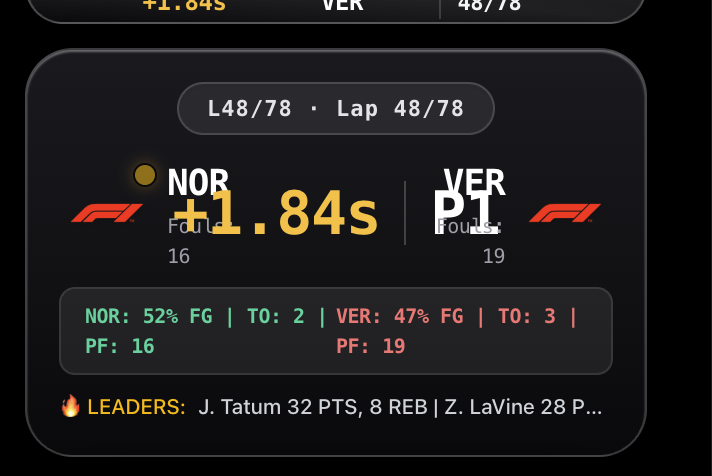 +1.84s VER 48/78
L48/78 · Lap 48/78
NOR VER
+1.84s P1
Fouls: Fouls:
16 19
NOR: 52% FG | TO: 2 | VER: 47% FG | TO: 3 |
PF: 16 PF: 19
🔥 LEADERS: J. Tatum 32 PTS, 8 REB | Z. LaVine 28 P...